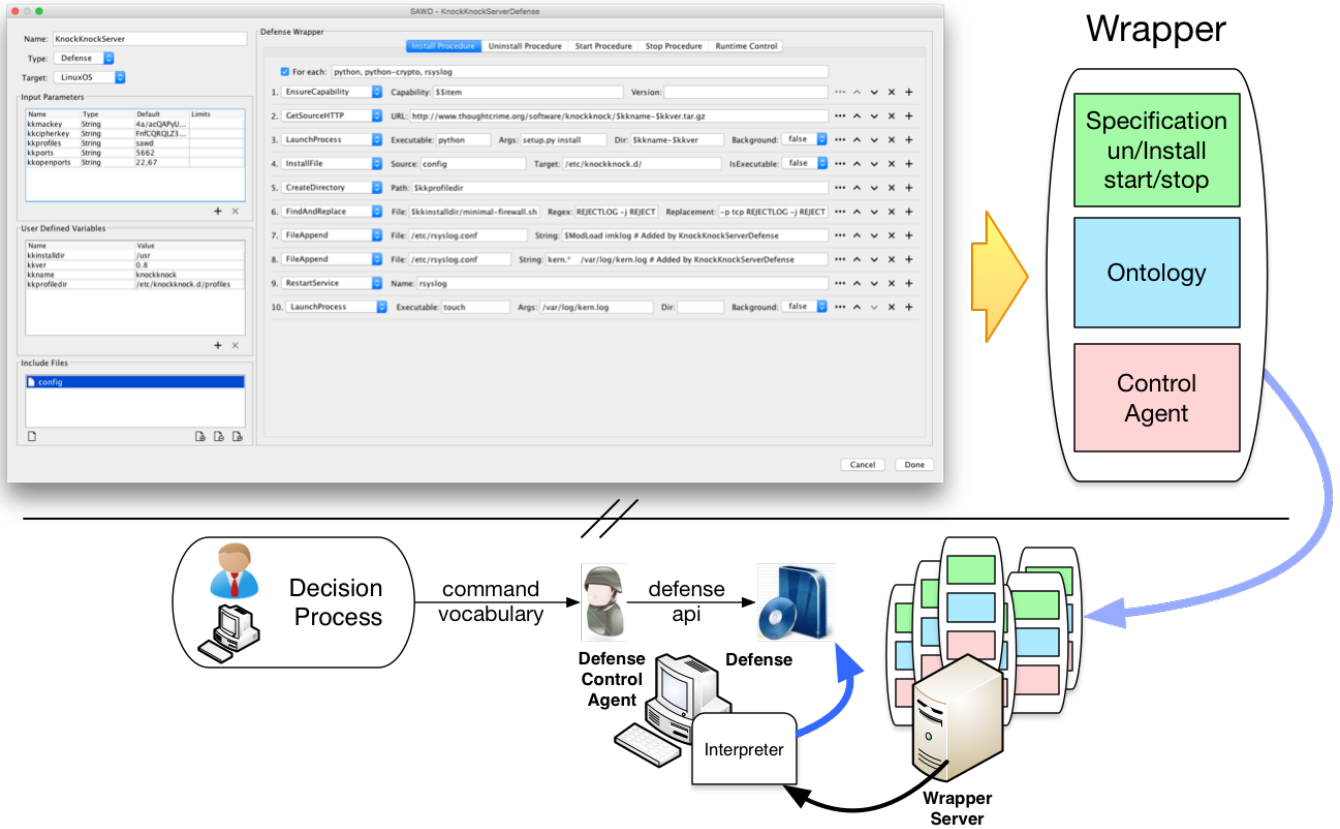 SAWD - KnockKnockServerDefense
Name: KnockKnockServer
Type: Defense
Target: LinuxOS
Input Parameters
Name Type Default Limits
kkmackey String 4a/acQAPyU...
kkcipherkey String FnfCQRQLZ3...
kkprofiles String sawd
kkports String 5662
kkopenports String 22,67
User Defined Variables
Name Value
kkinstalldir /usr
kkver 0.8
kkname knockknock
kkprofiledir /etc/knockknock.d/profiles
Include Files
config
Defense Wrapper
Install Procedure Uninstall Procedure Start Procedure Stop Procedure Runtime Control
For each: python, python-crypto, rsyslog
1. EnsureCapability Capability: $$item Version:
2. GetSourceHTTP URL: http://www.thoughtcrime.org/software/knockknock/$kkname-$kkver.tar.gz
3. LaunchProcess Executable: python Args: setup.py install Dir: $kkname-$kkver Background: false
4. InstallFile Source: config Target: /etc/knockknock.d/ IsExecutable: false
5. CreateDirectory Path: $kkprofiledir
6. FindAndReplace File: $kkinstalldir/minimal-firewall.sh Regex: REJECTLOG -j REJECT Replacement: -p tcp REJECTLOG -j REJECT
7. FileAppend File: /etc/rsyslog.conf String: $ModLoad imklog # Added by KnockKnockServerDefense
8. FileAppend File: /etc/rsyslog.conf String: kern.* /var/log/kern.log # Added by KnockKnockServerDefense
9. RestartService Name: rsyslog
10. LaunchProcess Executable: touch Args: /var/log/kern.log Dir: Background: false
Cancel Done
Wrapper
Specification
un/Install
start/stop
Ontology
Control
Agent
Decision
Process
command
vocabulary
defense
api
Defense
Control
Agent
Defense
Interpreter
Wrapper
Server